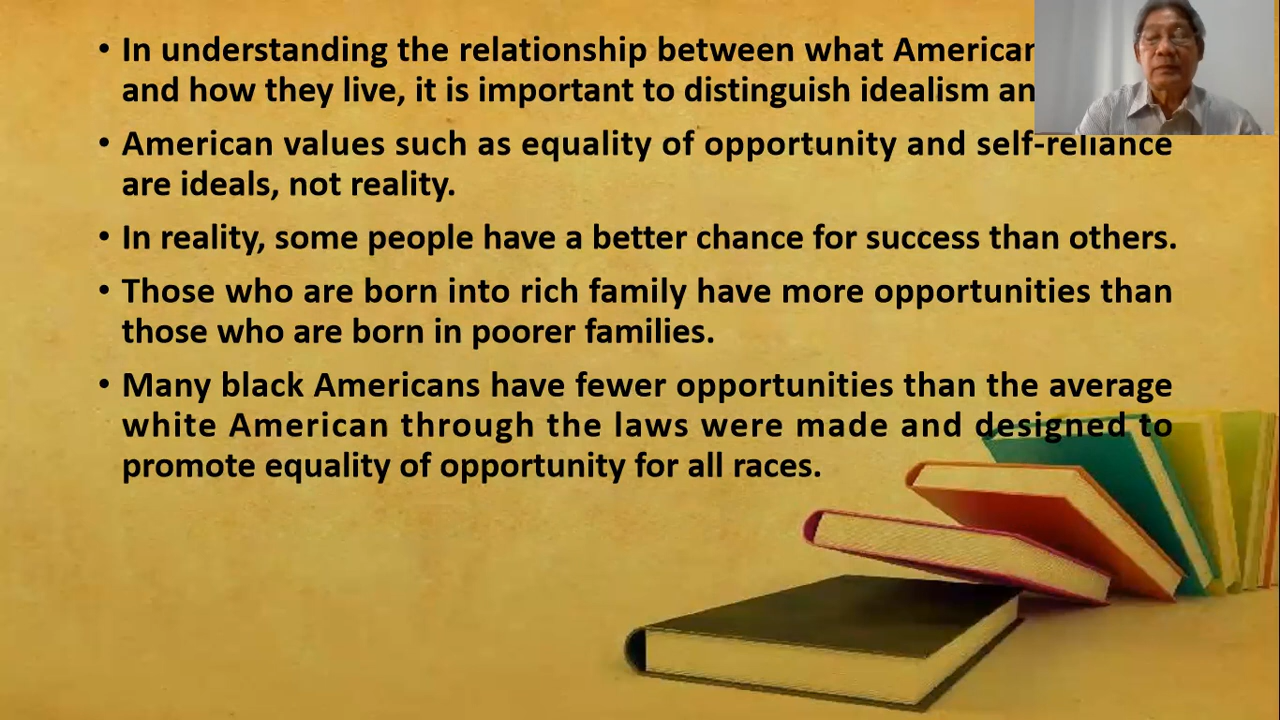 • In understanding the relationship between what
and how they live, it is important to distinguish idealism
• American values such as equality of opportunity and self-reliance
are ideals, not reality.
• In reality, some people have a better chance for success than others.
• Those who are born into rich family have more opportunities than
those who are born in poorer families.
• Many black Americans have fewer opportunities than the average
white American through the laws were made and designed to
promote equality of opportunity for all races.